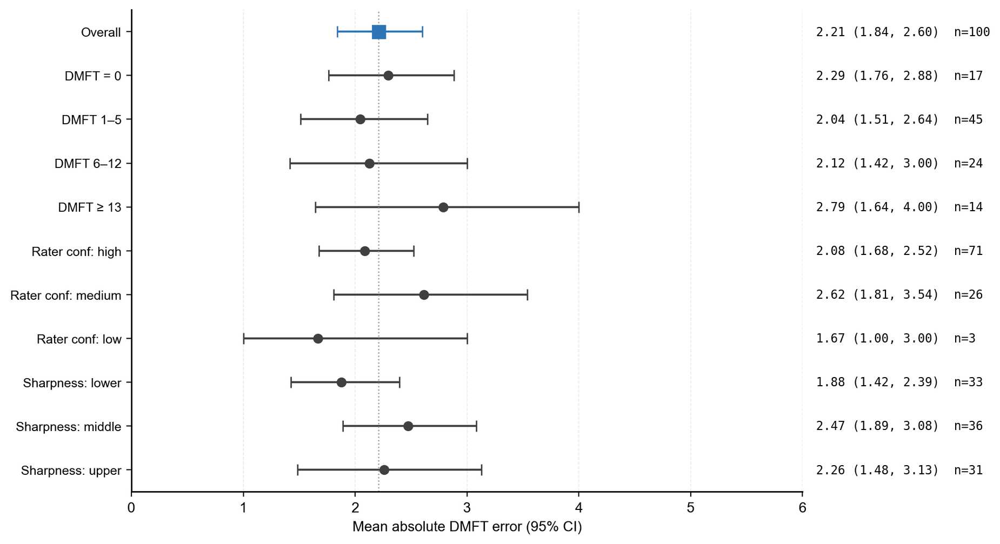 Overall 2.21 (1.84, 2.60) n=100
DMFT = 0 2.29 (1.76, 2.88) n=17
DMFT 1–5 2.04 (1.51, 2.64) n=45
DMFT 6–12 2.12 (1.42, 3.00) n=24
DMFT ≥ 13 2.79 (1.64, 4.00) n=14
Rater conf: high 2.08 (1.68, 2.52) n=71
Rater conf: medium 2.62 (1.81, 3.54) n=26
Rater conf: low 1.67 (1.00, 3.00) n=3
Sharpness: lower 1.88 (1.42, 2.39) n=33
Sharpness: middle 2.47 (1.89, 3.08) n=36
Sharpness: upper 2.26 (1.48, 3.13) n=31
0 1 2 3 4 5 6
Mean absolute DMFT error (95% CI)